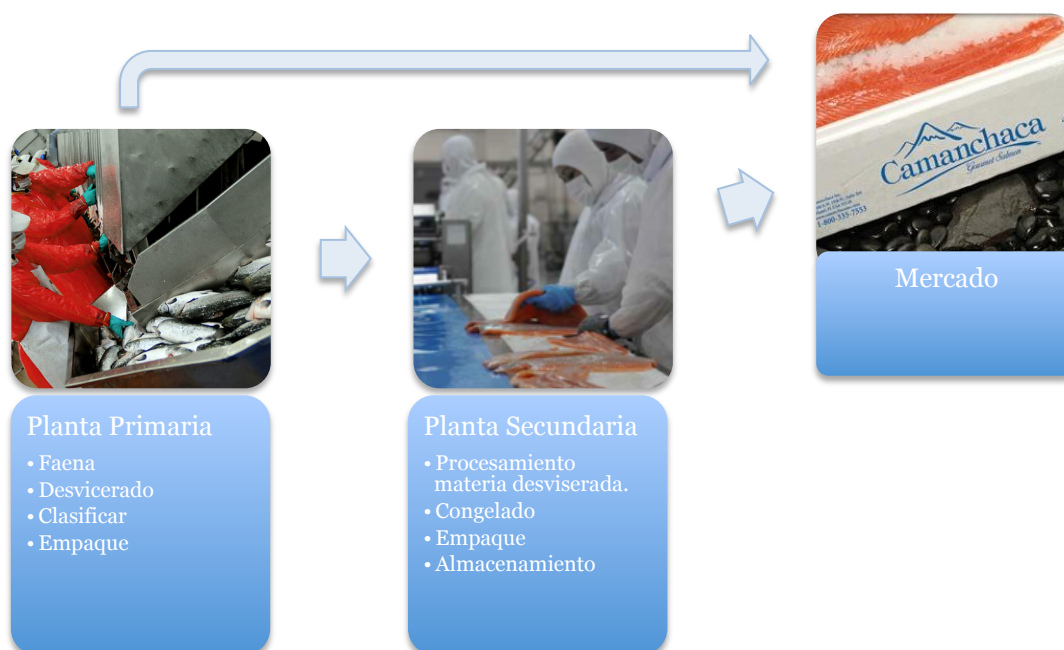 Camanchaca
Gourmet Salmon
1-800-335-7553
Mercado
Planta Primaria
• Faena
• Desvicerado
• Clasificar
• Empaque
Planta Secundaria
• Procesamiento
materia desviserada.
• Congelado
• Empaque
• Almacenamiento